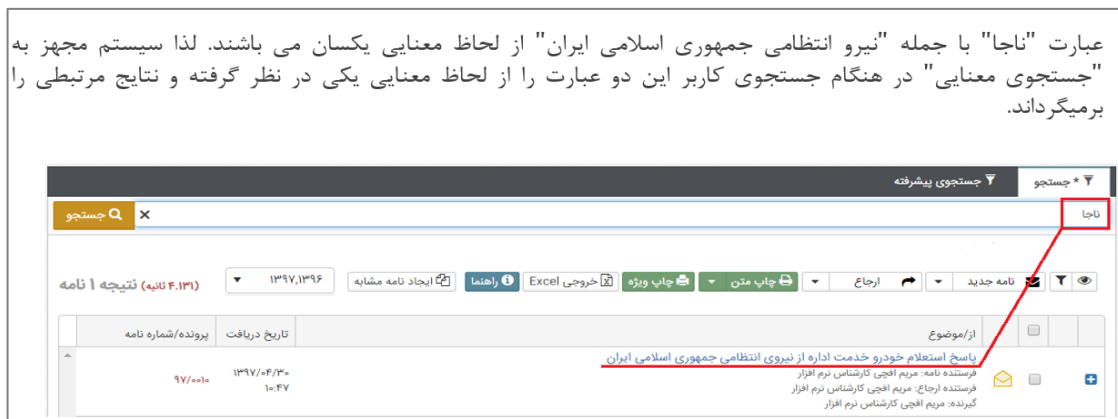 عبارت "ناجا" با جمله "نیرو انتظامی جمهوری اسلامی ایران" از لحاظ معنایی یکسان می باشند. لذا سیستم مجهز به
"جستجوی معنایی" در هنگام جستجوی کاربر این دو عبارت را از لحاظ معنایی یکی در نظر گرفته و نتایج مرتبطی را
برمیگرداند.
* جستجو جستجوی پیشرفته
ناجا × جستجو
نامه جدید ارجاع چاپ متن چاپ ویژه خروجی Excel راهنما ایجاد نامه مشابه ۱۳۹۷,۱۳۹۶ (۴.۱۳۱ ثانیه) نتیجه ۱ نامه
از/موضوع تاریخ دریافت پرونده/شماره نامه
پاسخ استعلام خودرو خدمت اداره از نیروی انتظامی جمهوری اسلامی ایران
فرستنده نامه: مریم افچی کارشناس نرم افزار
فرستنده ارجاع: مریم افچی کارشناس نرم افزار
گیرنده: مریم افچی کارشناس نرم افزار
۱۳۹۷/۰۴/۳۰
۱۰:۴۷
۹۷/۰۰۱۰